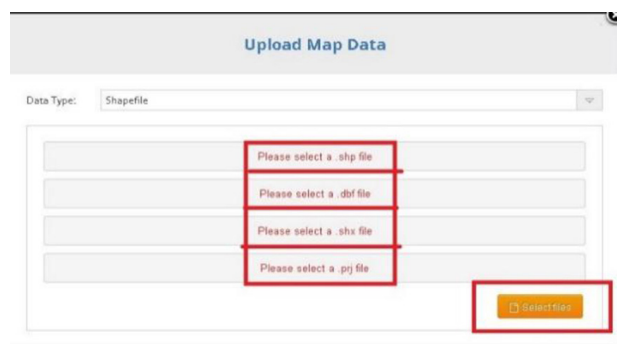 Upload Map Data
Data Type: Shapefile
Please select a .shp file
Please select a .dbf file
Please select a .shx file
Please select a .prj file
Select files